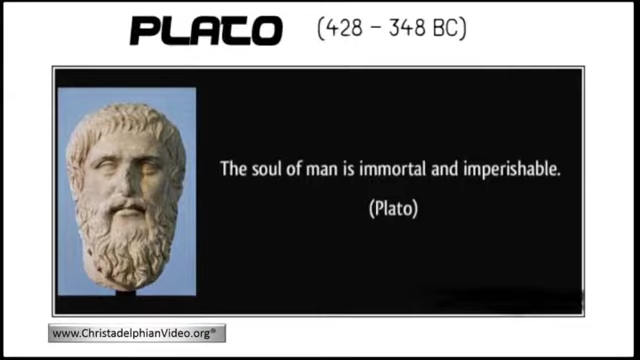 PLATO (428 – 348 BC)
The soul of man is immortal and imperishable.
(Plato)
www.ChristadelphianVideo.org®